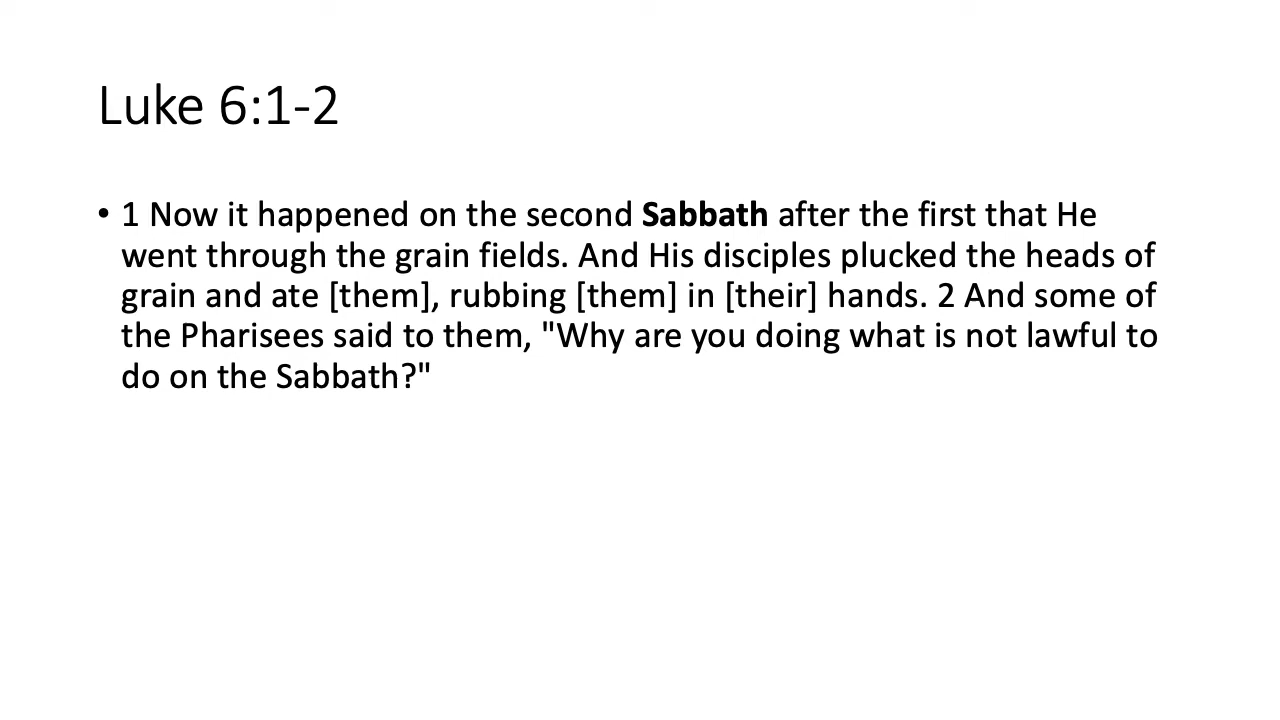 Luke 6:1-2
• 1 Now it happened on the second Sabbath after the first that He
went through the grain fields. And His disciples plucked the heads of
grain and ate [them], rubbing [them] in [their] hands. 2 And some of
the Pharisees said to them, "Why are you doing what is not lawful to
do on the Sabbath?"